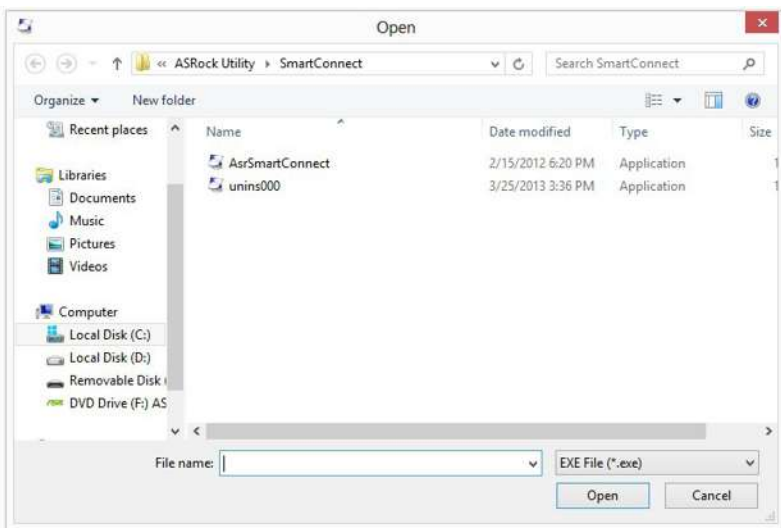 Open
« ASRock Utility ▸ SmartConnect
Search SmartConnect
Organize ▾ New folder
Recent places
Libraries
Documents
Music
Pictures
Videos
Computer
Local Disk (C:)
Local Disk (D:)
Removable Disk
DVD Drive (F:) AS
Name Date modified Type Size
AsrSmartConnect 2/15/2012 6:20 PM Application 1
unins000 3/25/2013 3:36 PM Application 1
File name:
EXE File (*.exe)
Open Cancel